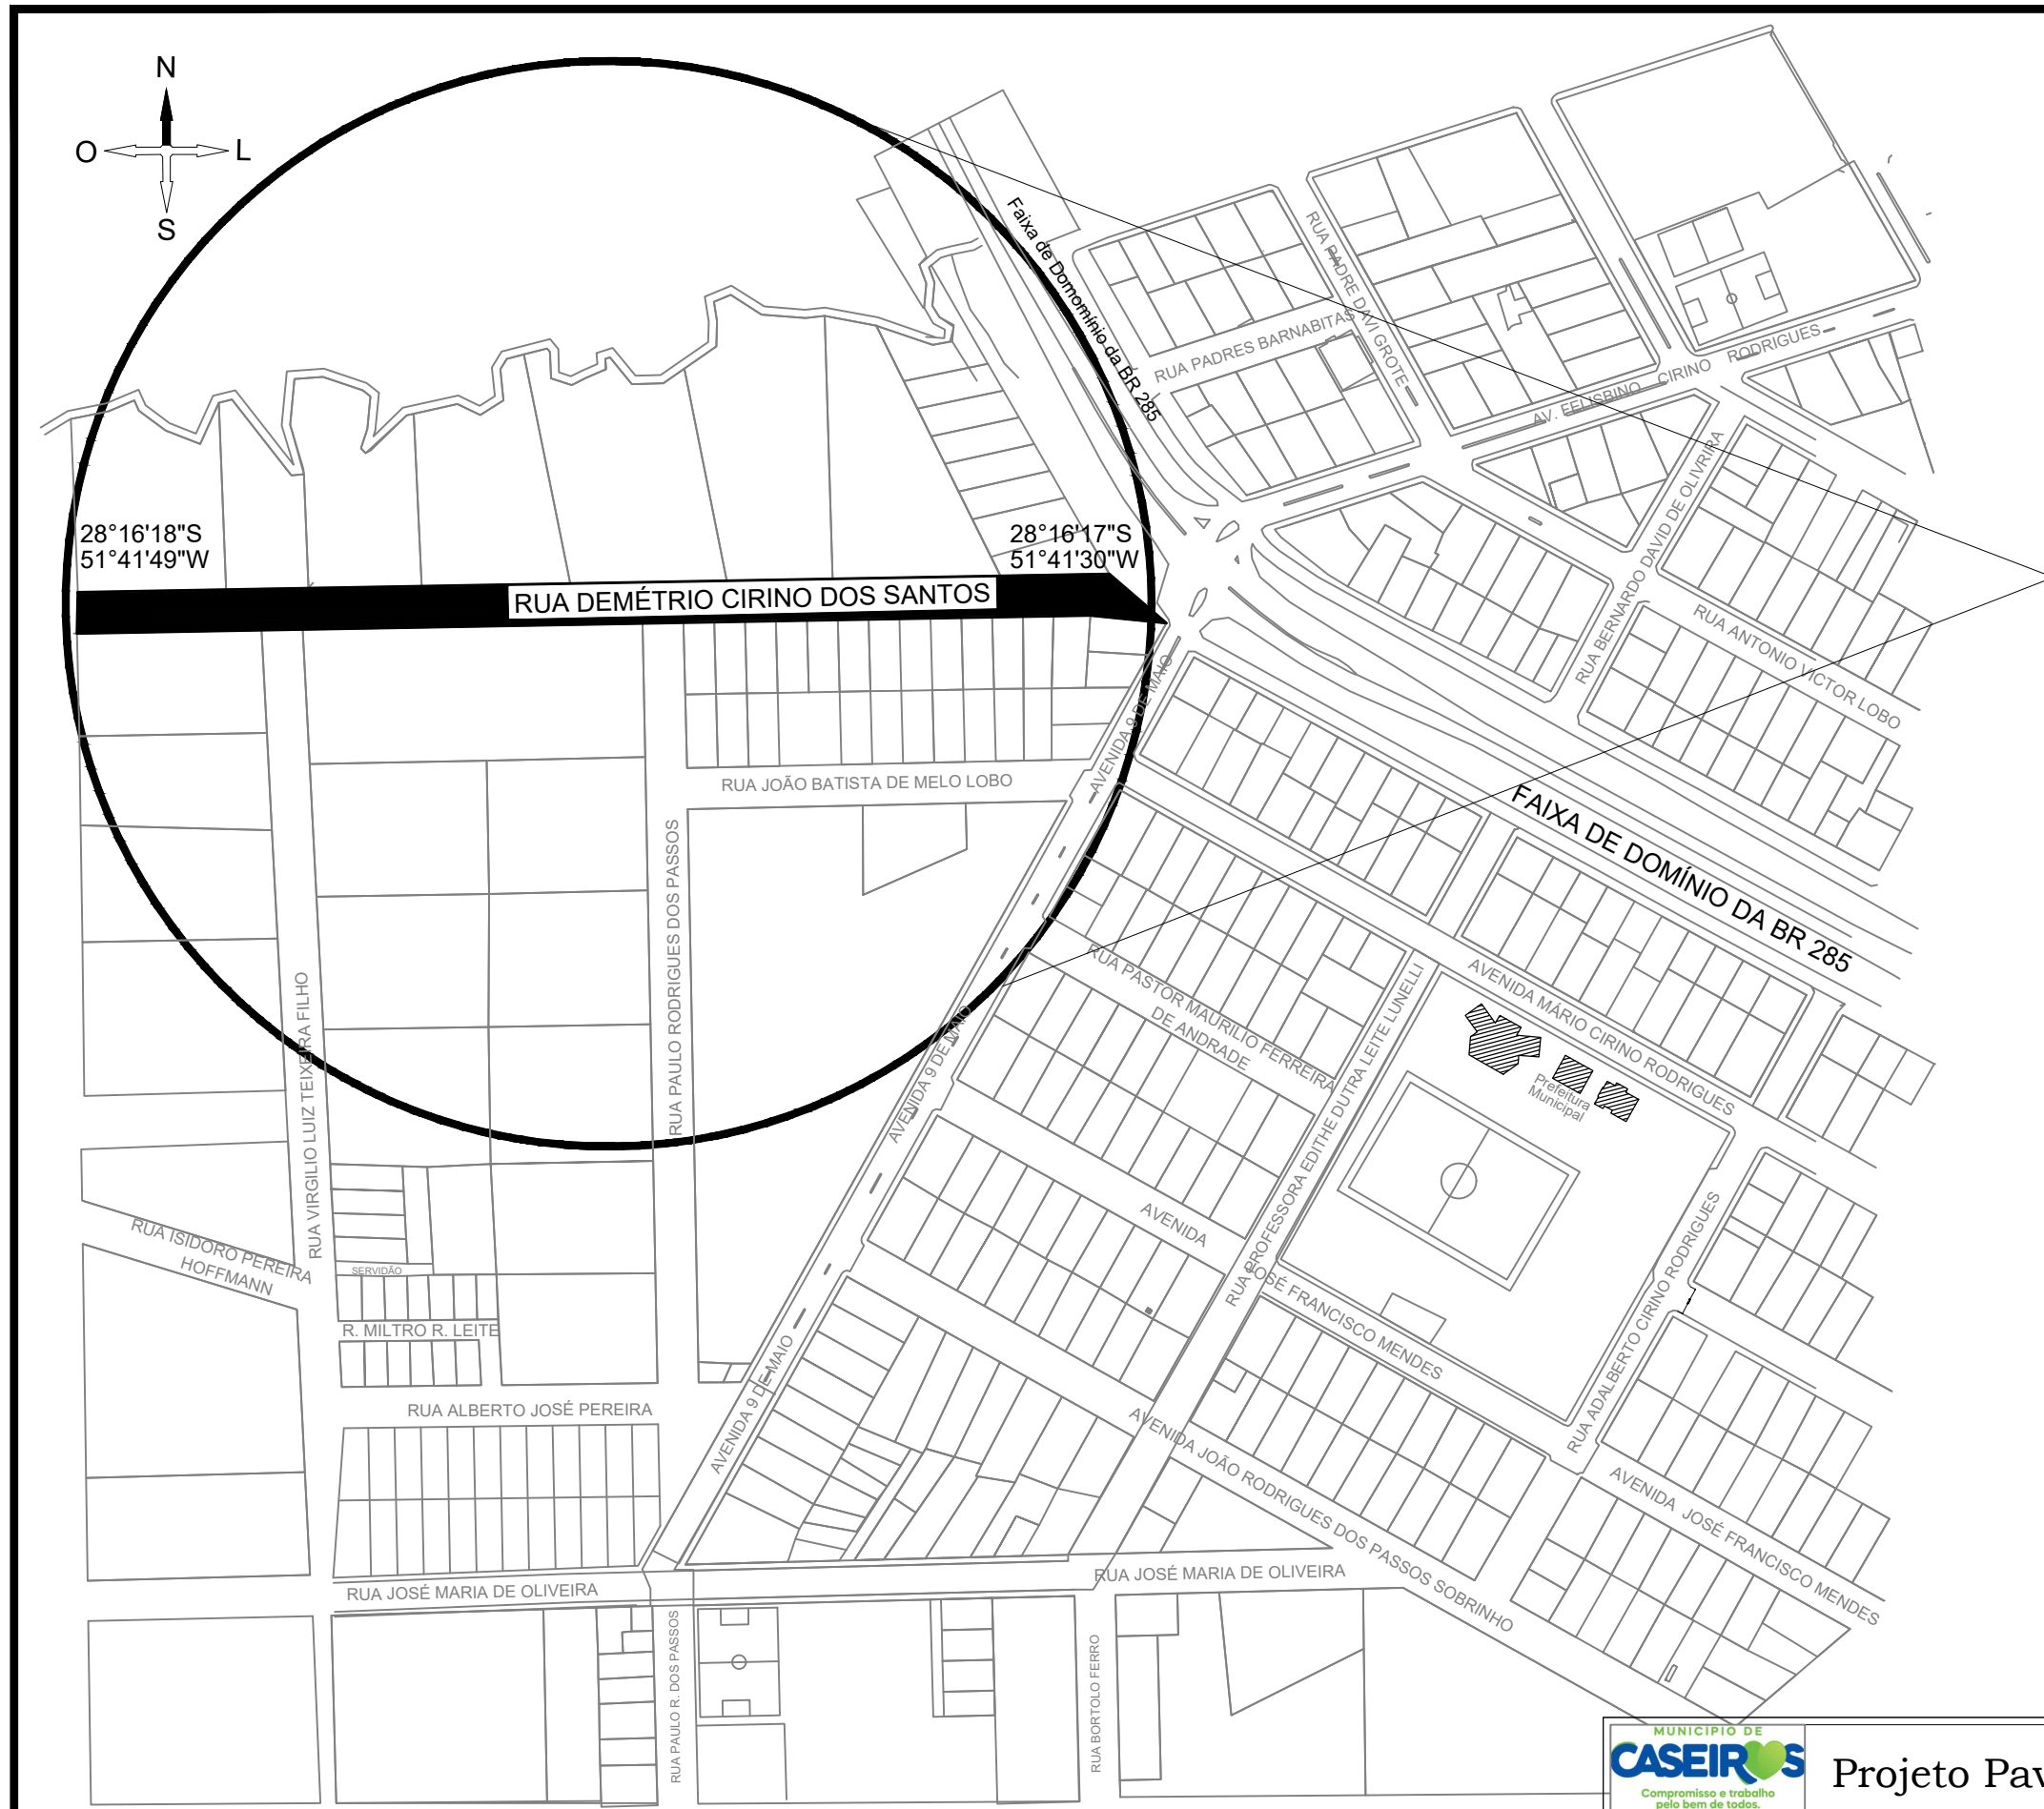 N
O
L
S
Faixa de Domomínio da BR 285
RUA PADRE DAVI GROTE
RUA PADRES BARNABITAS
AV. FELISBINO CIRINO RODRIGUES
28°16'18"S
51°41'49"W
28°16'17"S
51°41'30"W
RUA DEMÉTRIO CIRINO DOS SANTOS
RUA BERNARDO DAVID DE OLIVRIRA
RUA ANTONIO VICTOR LOBO
AVENIDA 9 DE MAIO
RUA JOÃO BATISTA DE MELO LOBO
FAIXA DE DOMÍNIO DA BR 285
RUA PAULO RODRIGUES DOS PASSOS
RUA VIRGILIO LUIZ TEIXEIRA FILHO
RUA PASTOR MAURILIO FERREIRA
DE ANDRADE
AVENIDA MÁRIO CIRINO RODRIGUES
RUA PROFESSORA EDITHE DUTRA LEITE LUNELLI
Prefeitura
Municipal
AVENIDA 9 DE MAIO
AVENIDA
JOSÉ FRANCISCO MENDES
RUA ADALBERTO CIRINO RODRIGUES
RUA ISIDORO PEREIRA
HOFFMANN
SERVIDÃO
R. MILTRO R. LEITE
AVENIDA 9 DE MAIO
RUA ALBERTO JOSÉ PEREIRA
AVENIDA JOÃO RODRIGUES DOS PASSOS SOBRINHO
AVENIDA JOSÉ FRANCISCO MENDES
RUA JOSÉ MARIA DE OLIVEIRA
RUA JOSÉ MARIA DE OLIVEIRA
RUA PAULO R. DOS PASSOS
RUA BORTOLO FERRO
MUNICÍPIO DE
CASEIROS
Compromisso e trabalho
pelo bem de todos.
Projeto Pav